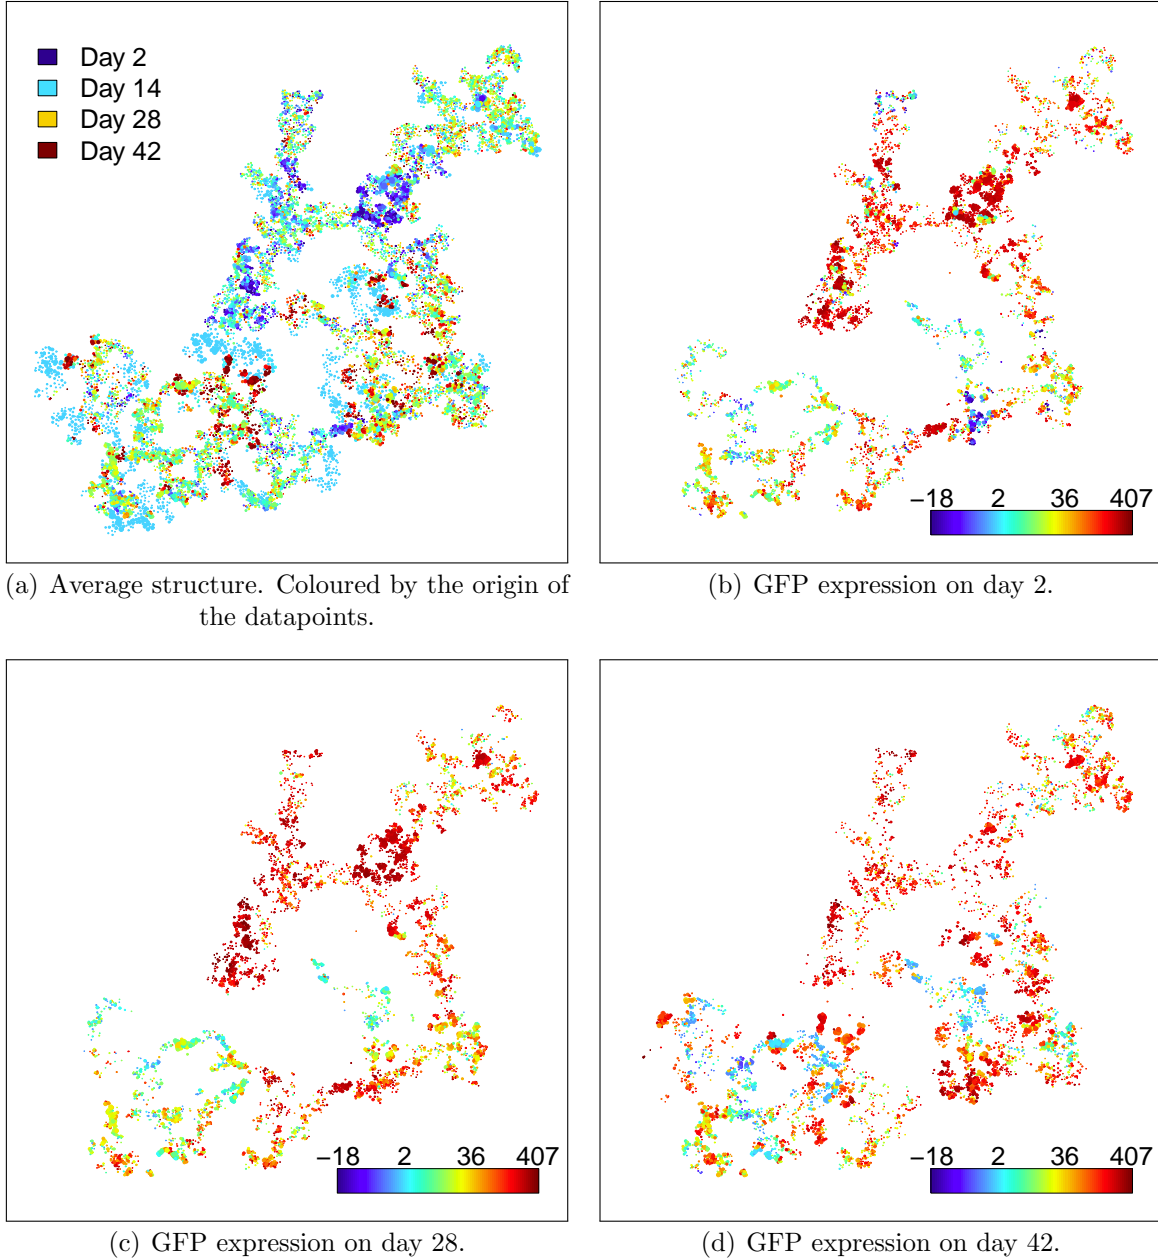 Day 2
Day 14
Day 28
Day 42
−18 2 36 407
(a) Average structure. Coloured by the origin of
the datapoints.
(b) GFP expression on day 2.
−18 2 36 407
−18 2 36 407
(c) GFP expression on day 28.
(d) GFP expression on day 42.